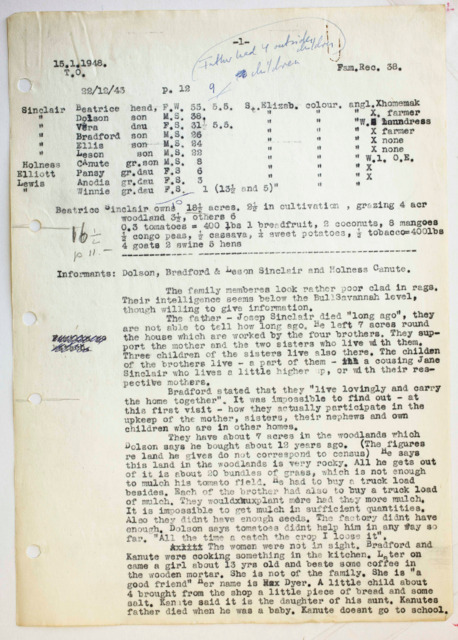 -1-
15.1.1948.
T.O.
Father had 4 outside children
children
Fam.Rec. 38.
22/12/43 p. 12
9
Sinclair Beatrice head, F.W. 53. 5.5. S. Elizab. colour. angl. Xhomemak
" Dolson son M.S. 38. " " " X. farmer
" Vera dau F.S. 31½ 5.5. " " "W.S laundress
" Bradford son M.S. 26 " " " X farmer
" Ellis son M.S. 24 " " " X none
" Leson son M.S. 22 " " " X none
Holness Canute gr.son M.S. 8 " " " W.1, O.E.
Elliott Pansy gr.dau F.S 6 " " " X
Lewis Anodia gr.dau F.S. 3 " " " X
" Winnie gr.dau F.S. 1 (13½ and 5)" " "
Beatrice Sinclair owns 18½ acres. 2½ in cultivation, grazing 4 acr
woodland 3½, others 6
0.3 tomatoes = 400 lbs 1 breadfruit, 2 coconuts, 8 mangoes
½ congo peas, ½ cassava, ½ sweet potatoes, ½ tobacco=400lbs
4 goats 2 swine 8 hens
16 ½
p 11 -
Informants: Dolson, Bradford & Leson Sinclair and Holness Canute.
The family memberes look rather poor clad in rags.
Their intelligence seems below the BullSavannah level,
though willing to give information.
The father - Josep Sinclair died "long ago", they
are not able to tell how long ago. He left 7 acres round
the house which are worked by the four brothers. They sup-
port the mother and the two sisters who live with them.
Three children of the sisters live also there. The childen
of the brothers live - a part of them - a cousing Jane
Sinclair who lives a little higher up, or with their res-
pective mothers.
Bradford stated that they "live lovingly and carry
the home together". It was impossible to find out - at
this first visit - how they actually participate in the
upkeep of the mother, sisters, their nephews and own
children who are in other homes.
They have about 7 acres in the woodlands which
Dolson says he bought about 12 years ago. (The figures
re land he gives do not correspond to census) He says
this land in the woodlands is very rocky. All he gets out
of it is about 20 bundles of grass, which is not enough
to mulch his tomato field. He had to buy a truck load
besides. Each of the brother had also to buy a truck load
of mulch. They wouldxkuxplant more had they more mulch.
It is impossible to get mulch in sufficient quantities.
Also they didnt have enough seeds. The factory didnt have
enough. Dolson says tomatoes didnt help him in any way so
far. "All the time a catch the crop I loose it".
The women were not in sight. Bradford and
Kanute were cooking something in the kitchen. Later on
came a girl about 13 yrs old and beate some coffee in
the wooden mortar. She is not of the family. She is "a
good friend" Her name is Dyer. A little child about
4 brought from the shop a little piece of bread and some
salt. Kanute said it is the daughter of his aunt. Kanutes
father died when he was a baby. Kanute doesnt go to school.